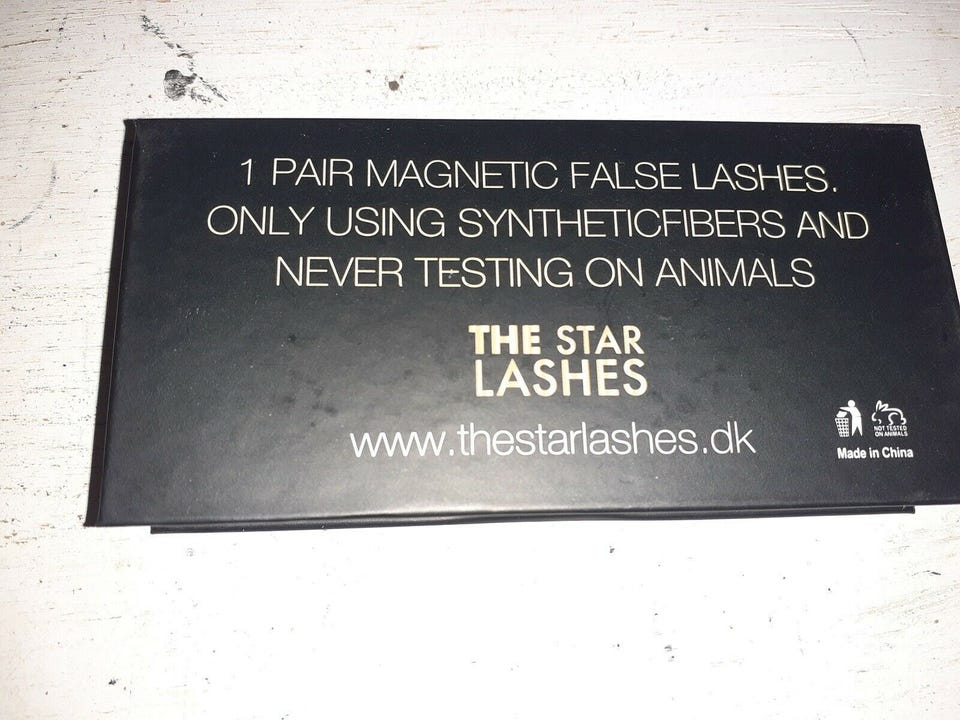 1 PAIR MAGNETIC FALSE LASHES.
ONLY USING SYNTHETICFIBERS AND
NEVER TESTING ON ANIMALS
THE STAR
LASHES
www.thestarlashes.dk
NOT TESTED
ON ANIMALS
Made in China